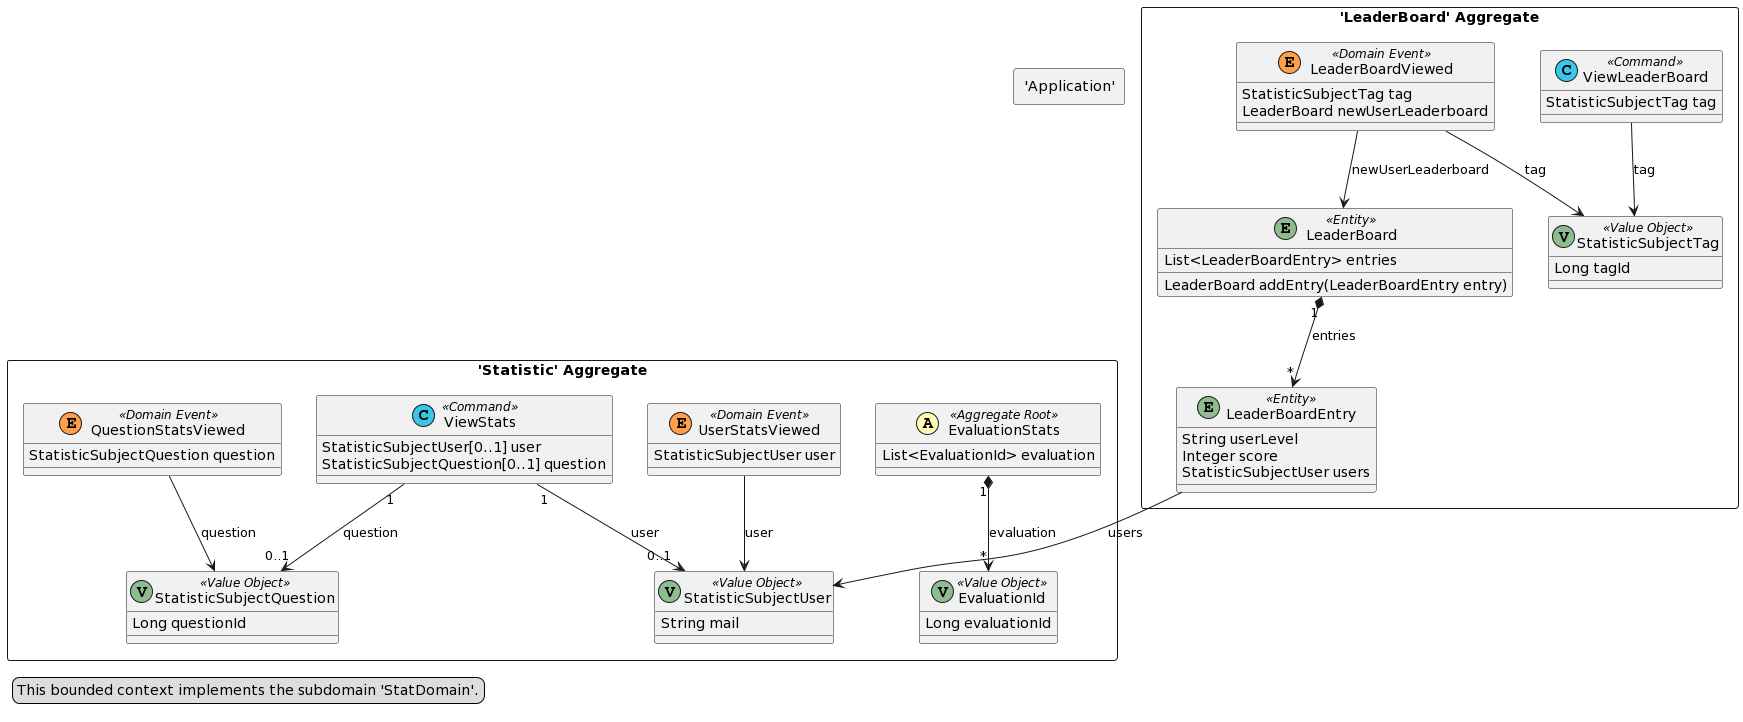 'LeaderBoard' Aggregate
'Application'
E
«Domain Event»
LeaderBoardViewed
StatisticSubjectTag tag
LeaderBoard newUserLeaderboard
C
«Command»
ViewLeaderBoard
StatisticSubjectTag tag
newUserLeaderboard
tag
tag
E
«Entity»
LeaderBoard
List<LeaderBoardEntry> entries
LeaderBoard addEntry(LeaderBoardEntry entry)
V
«Value Object»
StatisticSubjectTag
Long tagId
1
entries
*
E
«Entity»
LeaderBoardEntry
String userLevel
Integer score
StatisticSubjectUser users
users
'Statistic' Aggregate
E
«Domain Event»
QuestionStatsViewed
StatisticSubjectQuestion question
C
«Command»
ViewStats
StatisticSubjectUser[0..1] user
StatisticSubjectQuestion[0..1] question
E
«Domain Event»
UserStatsViewed
StatisticSubjectUser user
A
«Aggregate Root»
EvaluationStats
List<EvaluationId> evaluation
question
1
question
0..1
1
user
0..1
user
1
evaluation
*
V
«Value Object»
StatisticSubjectQuestion
Long questionId
V
«Value Object»
StatisticSubjectUser
String mail
V
«Value Object»
EvaluationId
Long evaluationId
This bounded context implements the subdomain 'StatDomain'.